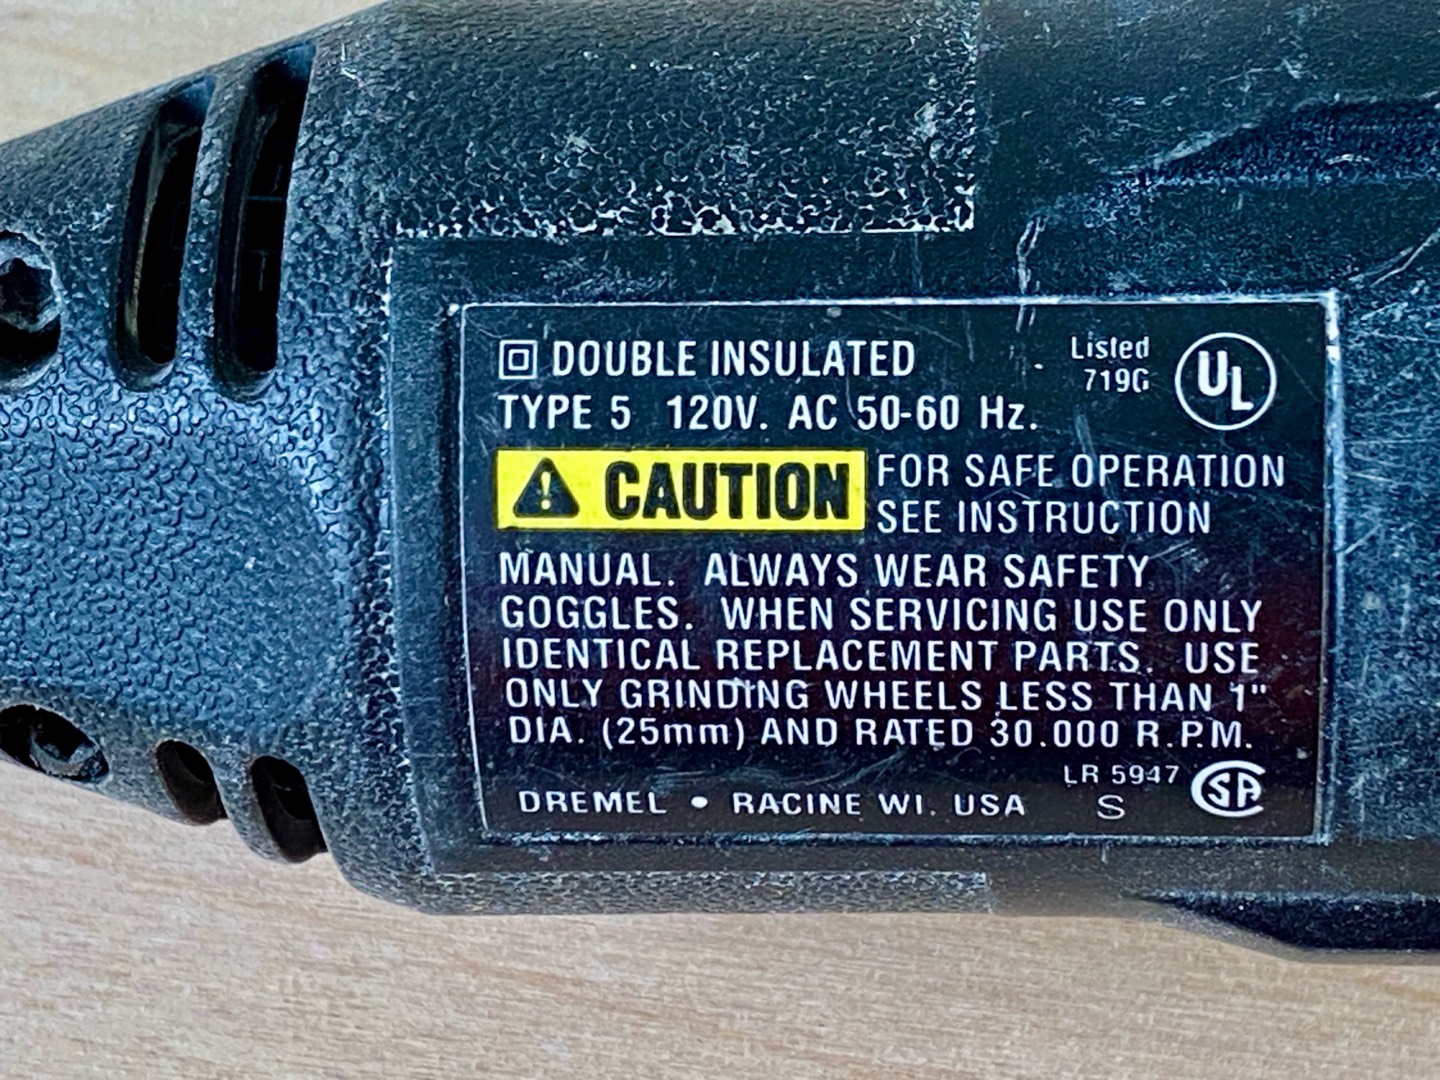 DOUBLE INSULATED
Listed
719G
UL
TYPE 5 120V. AC 50-60 Hz.
CAUTION FOR SAFE OPERATION
SEE INSTRUCTION
MANUAL. ALWAYS WEAR SAFETY
GOGGLES. WHEN SERVICING USE ONLY
IDENTICAL REPLACEMENT PARTS. USE
ONLY GRINDING WHEELS LESS THAN 1"
DIA. (25mm) AND RATED 30.000 R.P.M.
LR 5947
DREMEL • RACINE WI. USA S
SA